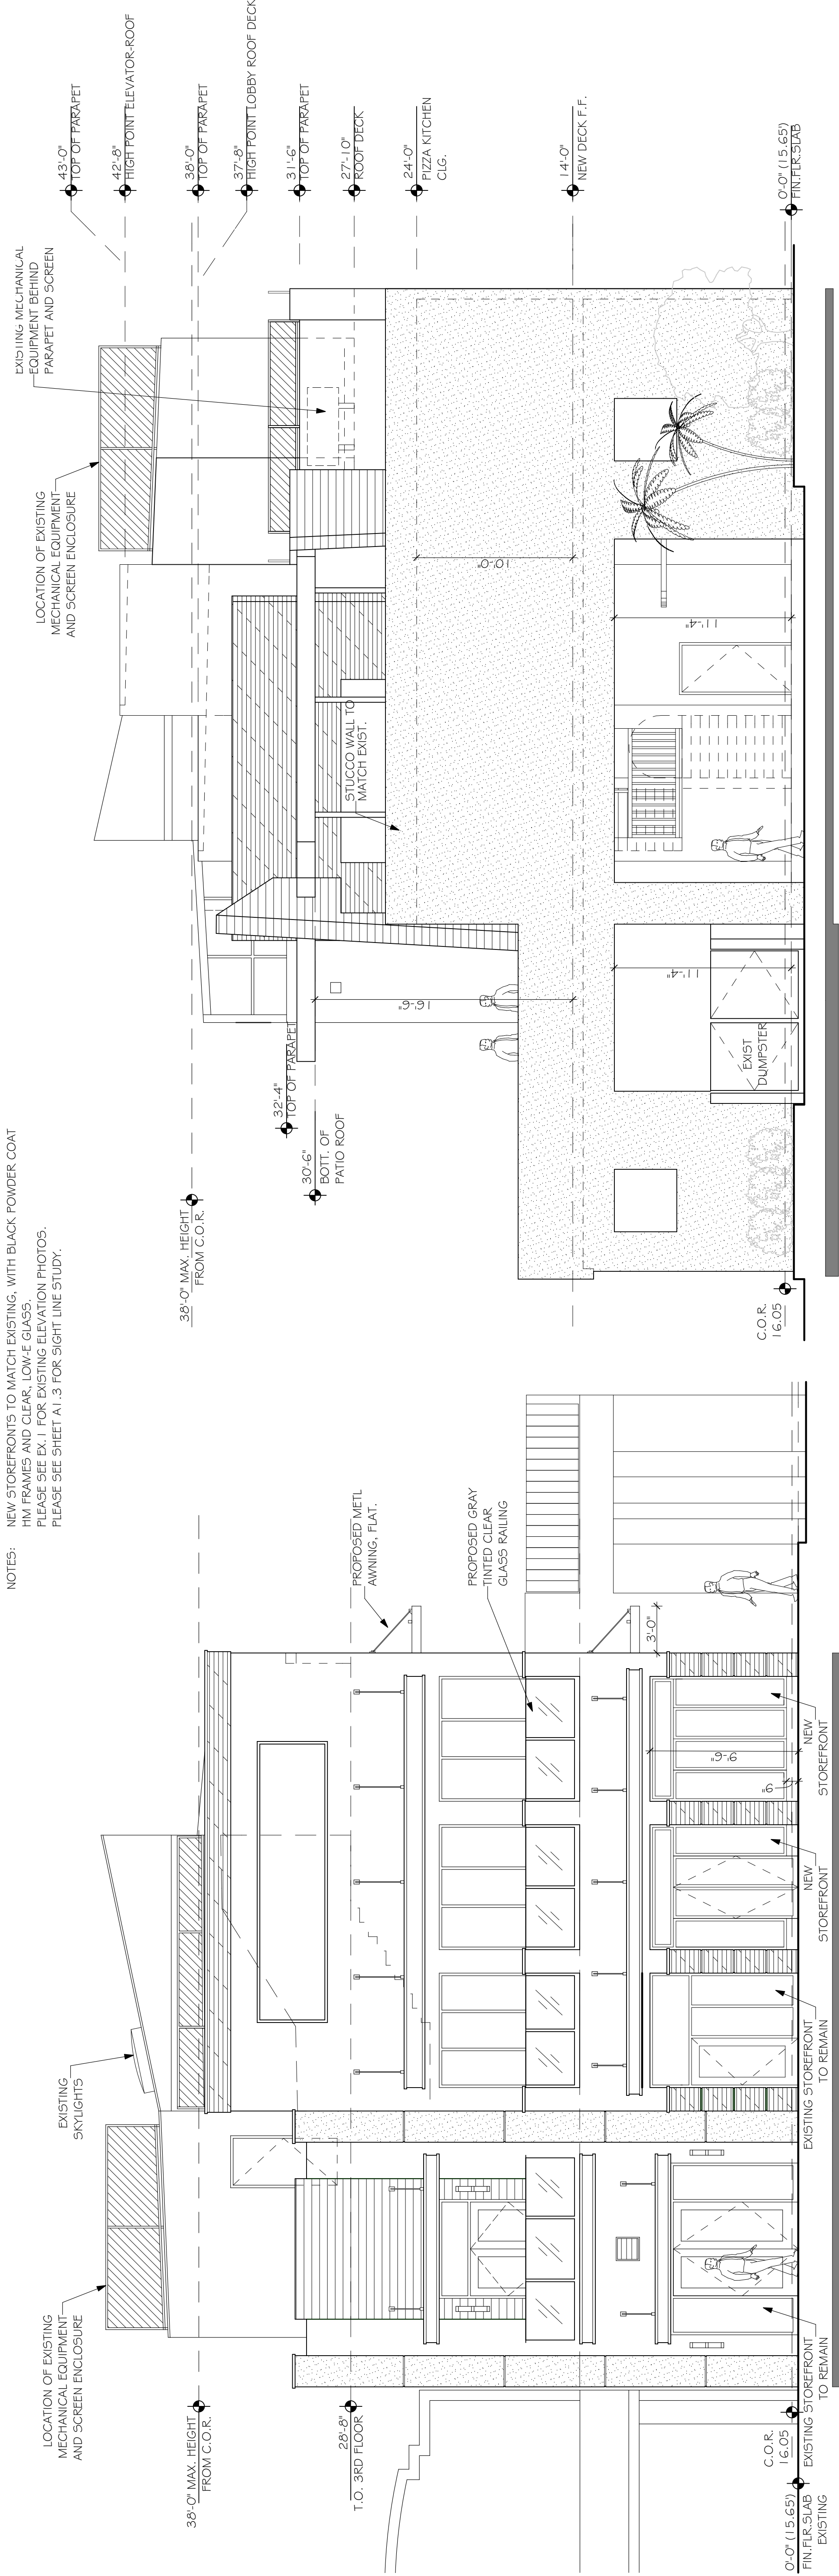 NOTES:
NEW STOREFRONTS TO MATCH EXISTING, WITH BLACK POWDER COAT
HM FRAMES AND CLEAR, LOW-E GLASS.
PLEASE SEE EX.1 FOR EXISTING ELEVATION PHOTOS.
PLEASE SEE SHEET A1.3 FOR SIGHT LINE STUDY.
LOCATION OF EXISTING
MECHANICAL EQUIPMENT
AND SCREEN ENCLOSURE
EXISTING
SKYLIGHTS
38'-0" MAX. HEIGHT
FROM C.O.R.
28'-8"
T.O. 3RD FLOOR
PROPOSED METL
AWNING, FLAT.
PROPOSED GRAY
TINTED CLEAR
GLASS RAILING
3'-0"
9'-6"
9"
C.O.R.
16.05
0'-0" (15.65')
FIN.FLR.SLAB
EXISTING
EXISTING STOREFRONT
TO REMAIN
EXISTING STOREFRONT
TO REMAIN
NEW
STOREFRONT
NEW
STOREFRONT
38'-0" MAX. HEIGHT
FROM C.O.R.
32'-4"
TOP OF PARAPET
30'-6"
BOTT. OF
PATIO ROOF
16'-6"
C.O.R.
16.05
LOCATION OF EXISTING
MECHANICAL EQUIPMENT
AND SCREEN ENCLOSURE
EXISTING MECHANICAL
EQUIPMENT BEHIND
PARAPET AND SCREEN
STUCCO WALL TO
MATCH EXIST.
10'-0"
11'-4"
11'-4"
EXIST
DUMPSTER
43'-0"
TOP OF PARAPET
42'-8"
HIGH POINT ELEVATOR-ROOF
38'-0"
TOP OF PARAPET
37'-8"
HIGH POINT LOBBY ROOF DECK
31'-6"
TOP OF PARAPET
27'-10"
ROOF DECK
24'-0"
PIZZA KITCHEN
CLG.
14'-0"
NEW DECK F.F.
0'-0" (15.65')
FIN.FLR.SLAB